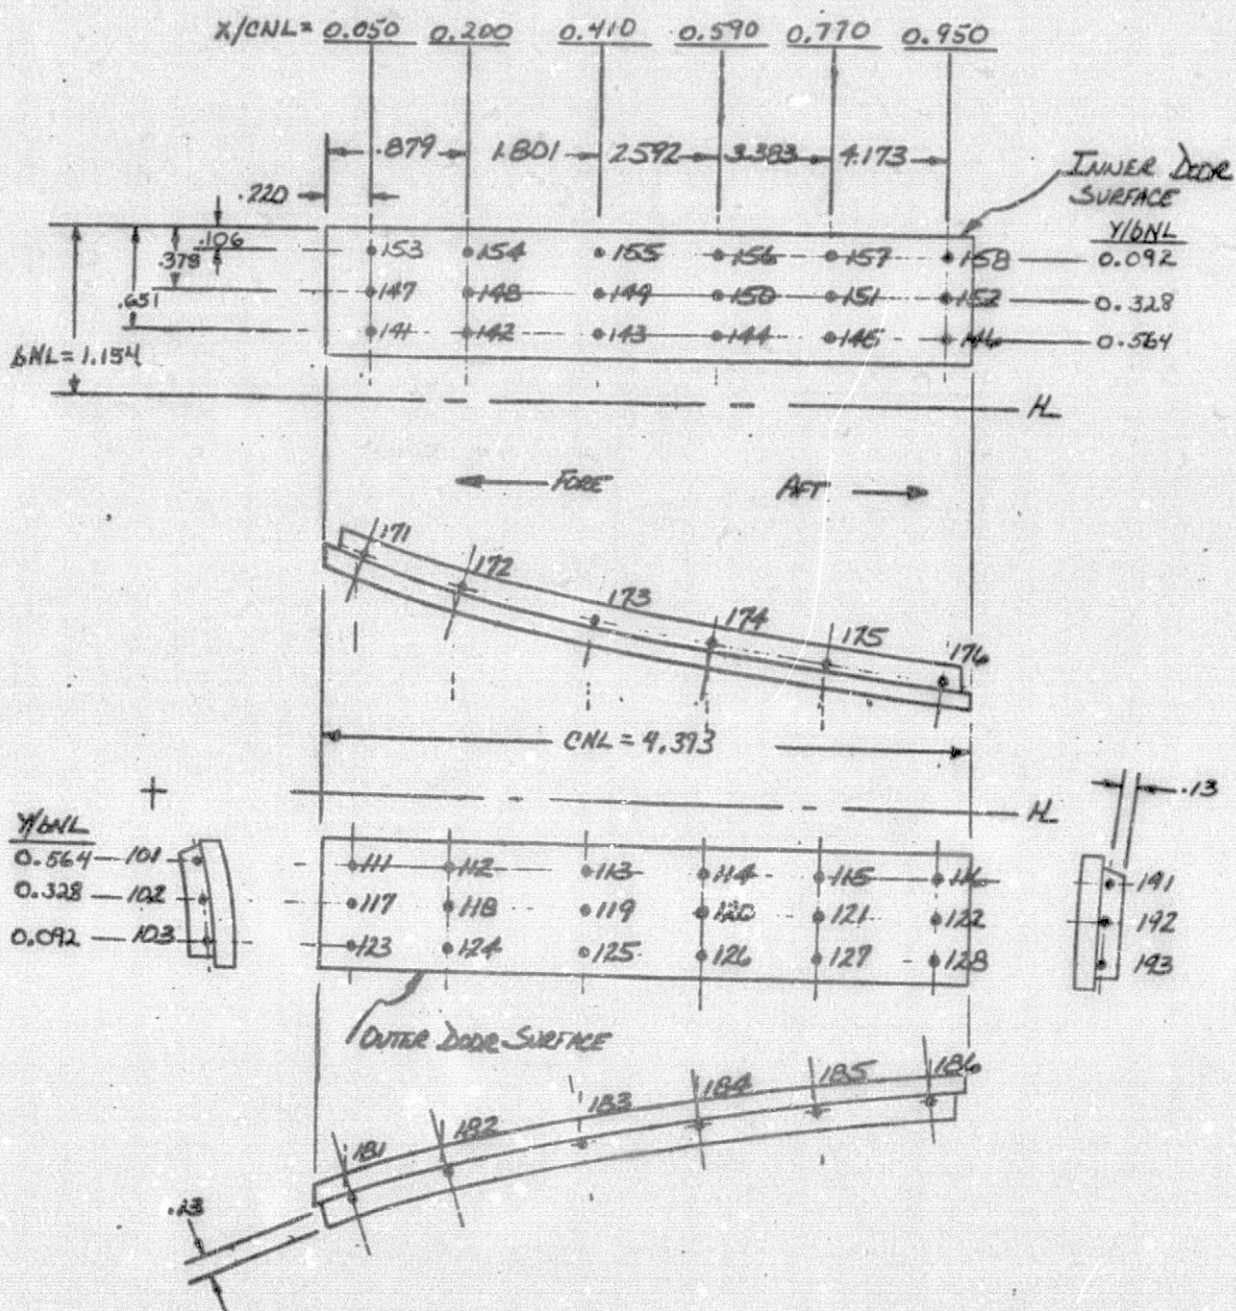 X/CNL= 0.050 0.200 0.410 0.590 0.770 0.950
.879 1.801 2.592 3.383 4.173
.220
INNER DOOR
SURFACE
Y/bNL
.106
153 154 155 156 157 158 0.092
.378
147 148 149 150 151 152 0.328
.651
141 142 143 144 145 146 0.564
bNL = 1.154
HL
FORE AFT
171
172
173
174
175
176
CNL = 4.393
HL
.13
Y/bNL
0.564 101 111 112 113 114 115 116 191
0.328 102 117 118 119 120 121 122 192
0.092 103 123 124 125 126 127 128 193
OUTER DOOR SURFACE
181 182 183 184 185 186
.23